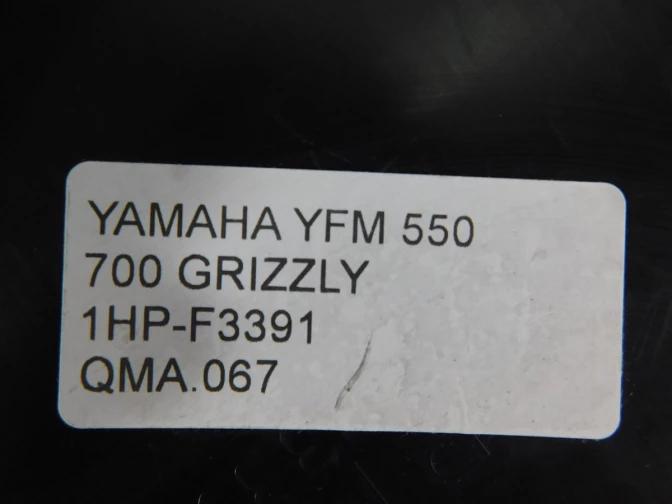 YAMAHA YFM 550
700 GRIZZLY
1HP-F3391
QMA.067